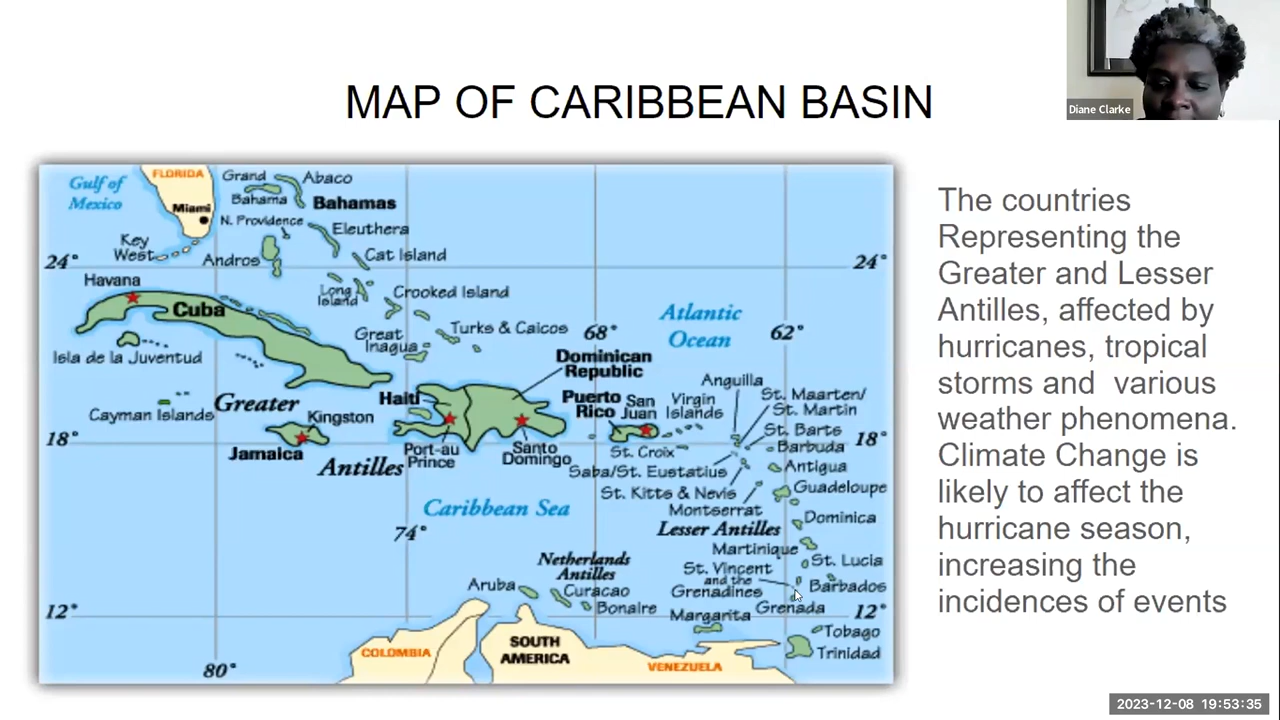 Diane Clarke
MAP OF CARIBBEAN BASIN
FLORIDA
Gulf of
Mexico
Miami
Key
West
Grand
Bahama
Abaco
Bahamas
N. Providence
Eleuthera
Andros
Cat Island
24°
24°
Havana
Cuba
Long
Island
Crooked Island
Isla de la Juventud
Great
Inagua
Turks & Caicos
68°
Atlantic
Ocean
62°
Dominican
Republic
Cayman Islands
Greater
Kingston
Haiti
Puerto
Rico
San
Juan
Virgin
Islands
Anguilla
St. Maarten/
St. Martin
St. Barts
18°
18°
Jamaica
Antilles
Port-au
Prince
Santo
Domingo
St. Croix
Barbuda
Saba/St. Eustatius
Antigua
St. Kitts & Nevis
Guadeloupe
Montserrat
Caribbean Sea
Lesser Antilles
Dominica
74°
Martinique
St. Lucia
Netherlands
Antilles
St. Vincent
and the
Grenadines
Barbados
Aruba
Curacao
Bonaire
Grenada
12°
12°
Margarita
Tobago
Trinidad
COLOMBIA
SOUTH
AMERICA
VENEZUELA
80°
The countries
Representing the
Greater and Lesser
Antilles, affected by
hurricanes, tropical
storms and  various
weather phenomena.
Climate Change is
likely to affect the
hurricane season,
increasing the
incidences of events
2023-12-08 19:53:35